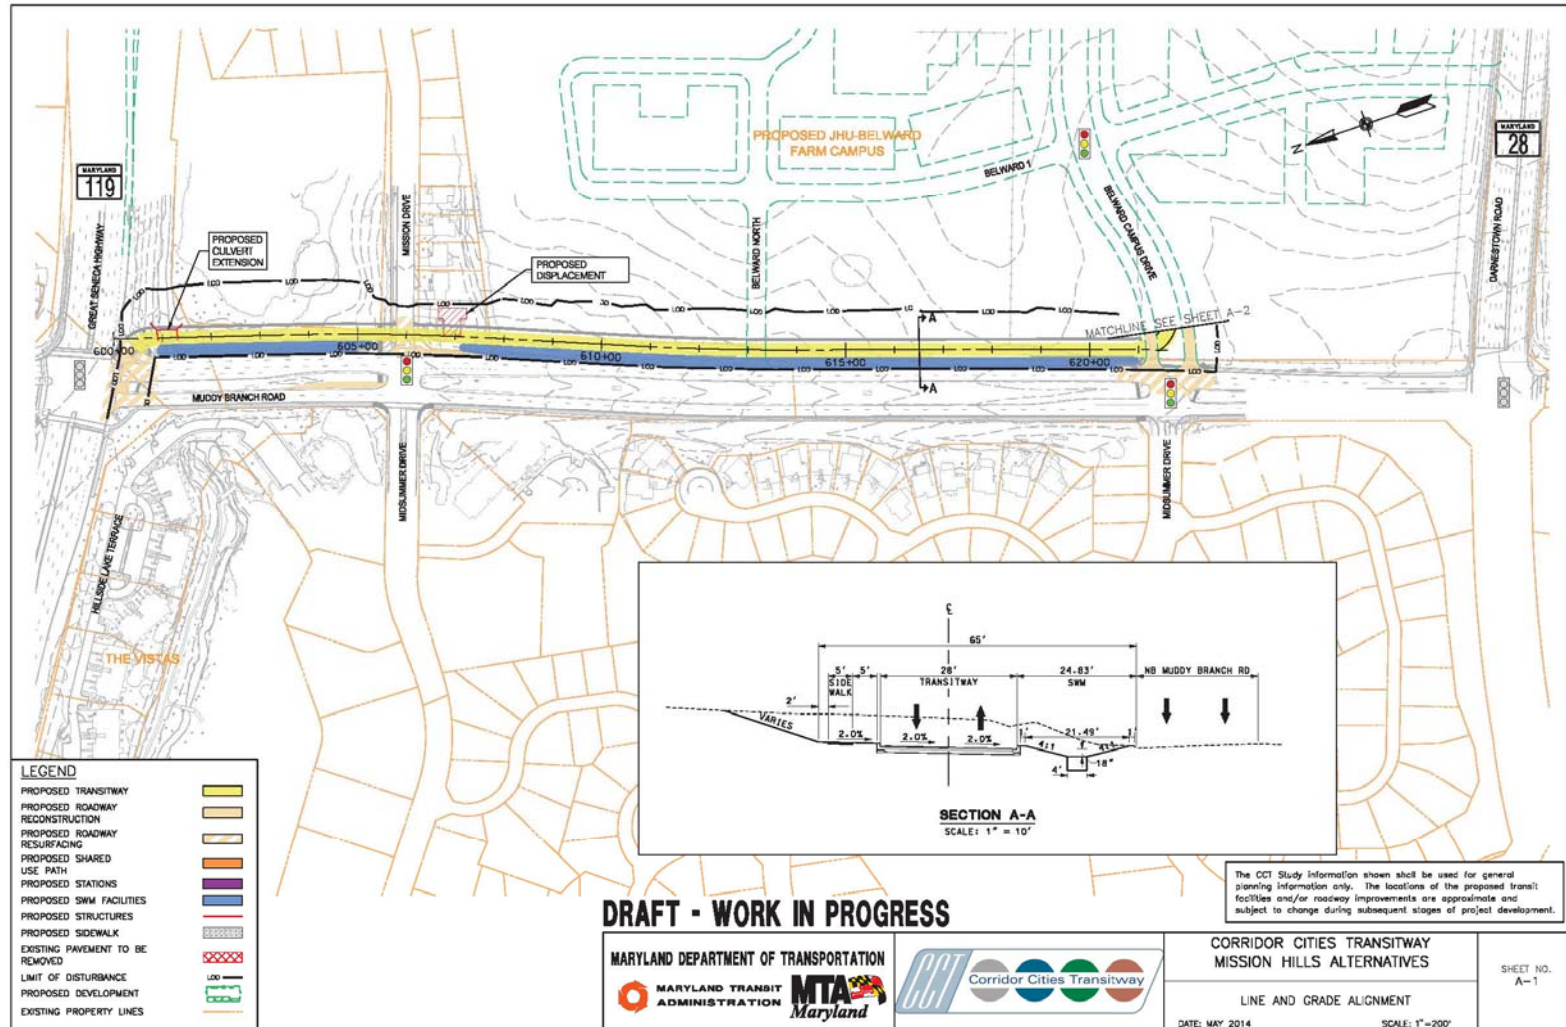 MARYLAND
119
GREAT SENECA HIGHWAY
PROPOSED
CULVERT
EXTENSION
MISSION DRIVE
PROPOSED
DISPLACEMENT
PROPOSED JHU-BELWARD
FARM CAMPUS
BELWARD NORTH
BELWARD 1
BELWARD CAMPUS DRIVE
N
MARYLAND
28
DARNESTOWN ROAD
MATCHLINE SEE SHEET A-2
LOD
600+00
605+00
610+00
615+00
620+00
A
A
MUDDY BRANCH ROAD
MIDSUMMER DRIVE
MIDSUMMER DRIVE
HILLSIDE LAKE TERRACE
THE VISTAS
65'
5'
5'
28'
24.83'
NB MUDDY BRANCH RD
SIDE
WALK
TRANSITWAY
SWM
2'
VARIES
2.0%
2.0%
2.0%
1'
21.49'
4:1
4:1
18"
4'
SECTION A-A
SCALE: 1" = 10'
LEGEND
PROPOSED TRANSITWAY
PROPOSED ROADWAY
RECONSTRUCTION
PROPOSED ROADWAY
RESURFACING
PROPOSED SHARED
USE PATH
PROPOSED STATIONS
PROPOSED SWM FACILITIES
PROPOSED STRUCTURES
PROPOSED SIDEWALK
EXISTING PAVEMENT TO BE
REMOVED
LIMIT OF DISTURBANCE
LOD
PROPOSED DEVELOPMENT
EXISTING PROPERTY LINES
The CCT Study information shown shall be used for general
planning information only. The locations of the proposed transit
facilities and/or roadway improvements are approximate and
subject to change during subsequent stages of project development.
DRAFT - WORK IN PROGRESS
MARYLAND DEPARTMENT OF TRANSPORTATION
MARYLAND TRANSIT
ADMINISTRATION
MTA
Maryland
CCT
Corridor Cities Transitway
CORRIDOR CITIES TRANSITWAY
MISSION HILLS ALTERNATIVES
LINE AND GRADE ALIGNMENT
DATE: MAY 2014
SCALE: 1"=200'
SHEET NO.
A-1